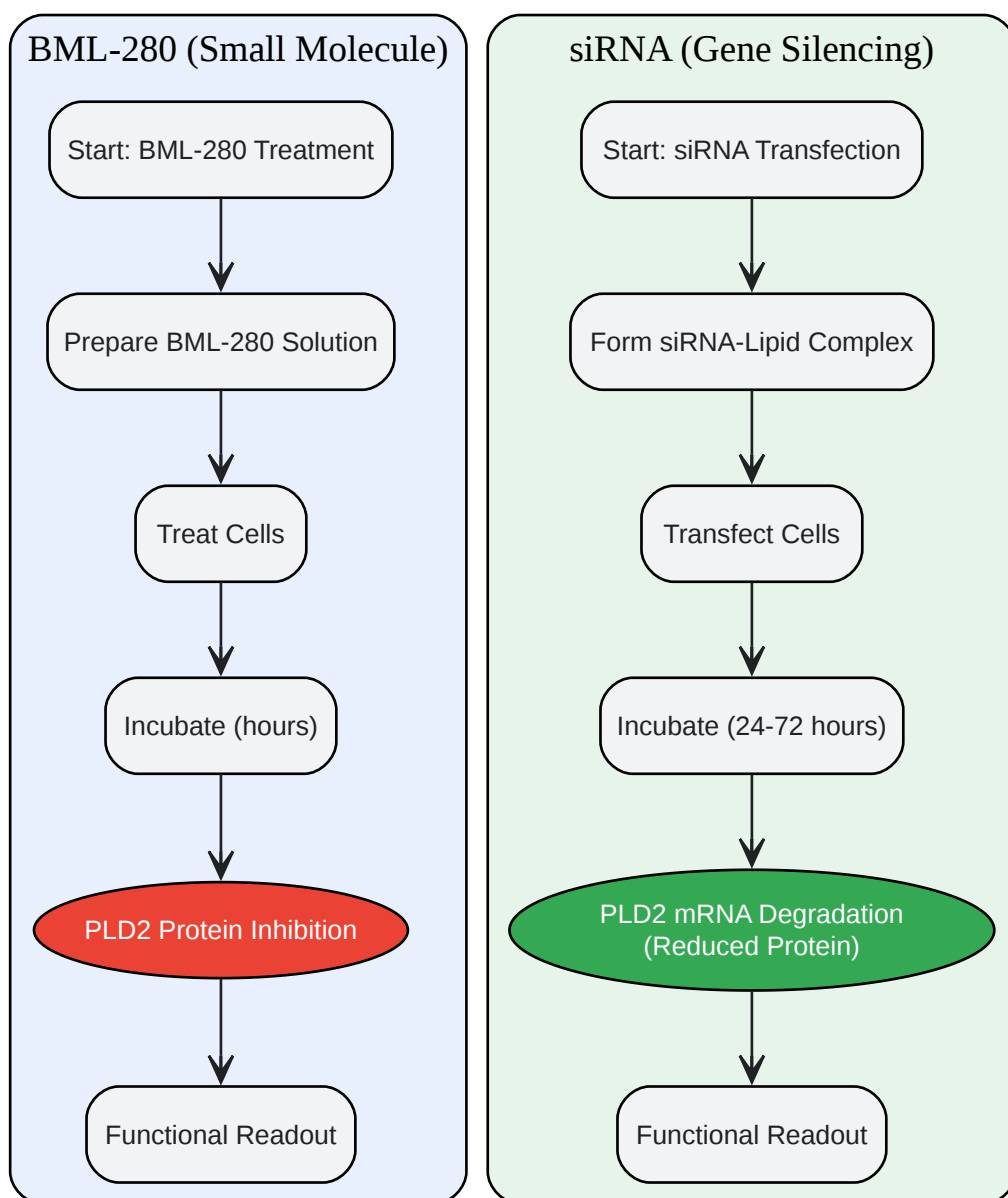 BML-280 (Small Molecule)
Start: BML-280 Treatment
Prepare BML-280 Solution
Treat Cells
Incubate (hours)
PLD2 Protein Inhibition
Functional Readout
siRNA (Gene Silencing)
Start: siRNA Transfection
Form siRNA-Lipid Complex
Transfect Cells
Incubate (24-72 hours)
PLD2 mRNA Degradation
(Reduced Protein)
Functional Readout